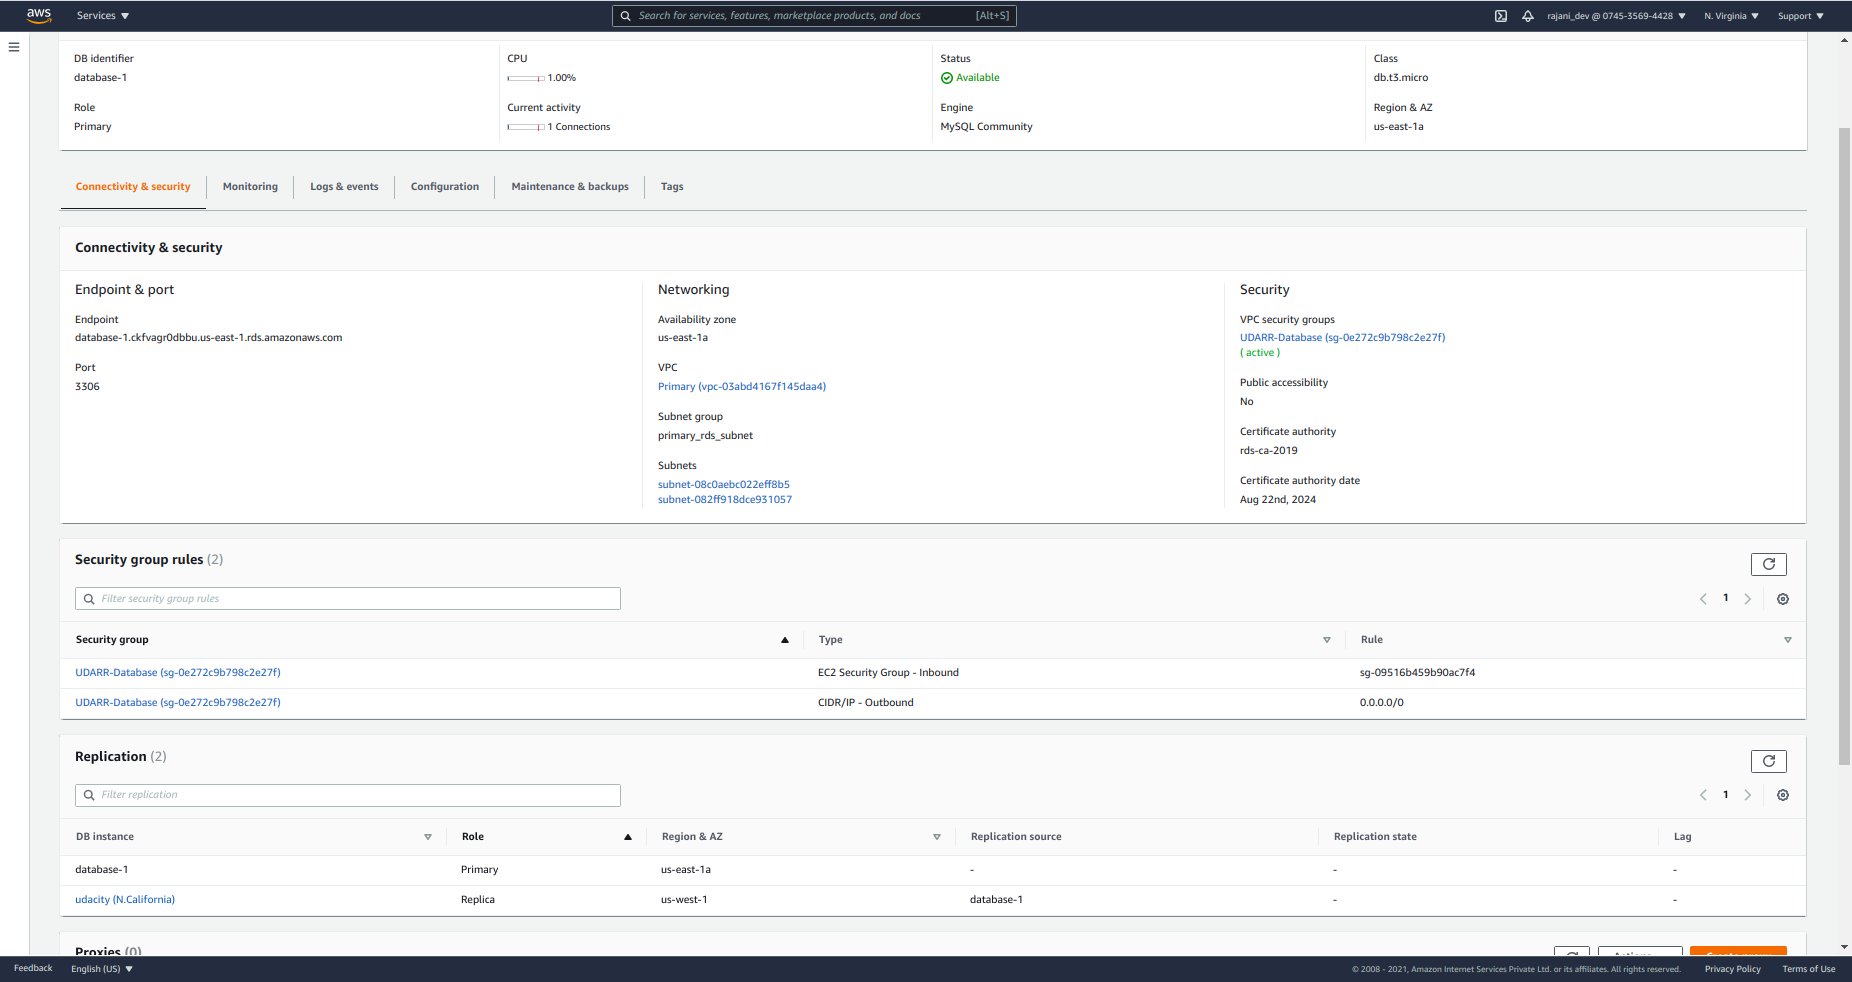 aws Services Search for services, features, marketplace products, and docs [Alt+S] rajani_dev @ 0745-3569-4428 N. Virginia Support
DB identifier CPU Status Class
database-1 1.00% Available db.t3.micro
Role Current activity Engine Region & AZ
Primary 1 Connections MySQL Community us-east-1a
Connectivity & security Monitoring Logs & events Configuration Maintenance & backups Tags
Connectivity & security
Endpoint & port
Endpoint
database-1.ckfvagr0dbbu.us-east-1.rds.amazonaws.com
Port
3306
Networking
Availability zone
us-east-1a
VPC
Primary (vpc-03abd4167f145daa4)
Subnet group
primary_rds_subnet
Subnets
subnet-08c0aebc022eff8b5
subnet-082ff918dce931057
Security
VPC security groups
UDARR-Database (sg-0e272c9b798c2e27f)
( active )
Public accessibility
No
Certificate authority
rds-ca-2019
Certificate authority date
Aug 22nd, 2024
Security group rules (2)
Filter security group rules
1
Security group Type Rule
UDARR-Database (sg-0e272c9b798c2e27f) EC2 Security Group - Inbound sg-09516b459b90ac7f4
UDARR-Database (sg-0e272c9b798c2e27f) CIDR/IP - Outbound 0.0.0.0/0
Replication (2)
Filter replication
1
DB instance Role Region & AZ Replication source Replication state Lag
database-1 Primary us-east-1a - - -
udacity (N.California) Replica us-west-1 database-1 - -
Proxies (0)
Feedback English (US) © 2008 - 2021, Amazon Internet Services Private Ltd. or its affiliates. All rights reserved. Privacy Policy Terms of Use